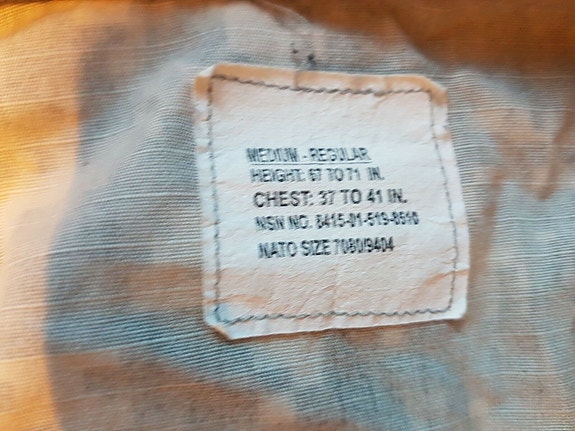 MEDIUM - REGULAR
HEIGHT: 67 TO 71 IN.
CHEST: 37 TO 41 IN.
NSN NO. 8415-01-519-8510
NATO SIZE 7080/9404